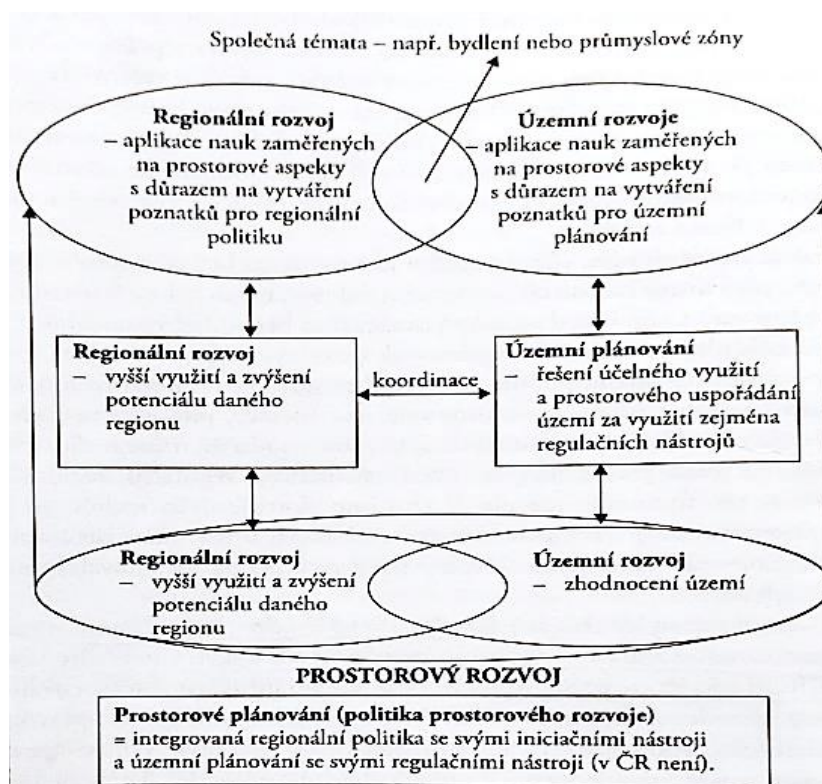 Společná témata – např. bydlení nebo průmyslové zóny
Regionální rozvoj
– aplikace nauk zaměřených
na prostorové aspekty
s důrazem na vytváření
poznatků pro regionální
politiku
Územní rozvoje
– aplikace nauk zaměřených
na prostorové aspekty
s důrazem na vytváření
poznatků pro územní
plánování
Regionální rozvoj
– vyšší využití a zvýšení
potenciálu daného
regionu
koordinace
Územní plánování
– řešení účelného využití
a prostorového uspořádání
území za využití zejména
regulačních nástrojů
Regionální rozvoj
– vyšší využití a zvýšení
potenciálu daného
regionu
Územní rozvoj
– zhodnocení území
PROSTOROVÝ ROZVOJ
Prostorové plánování (politika prostorového rozvoje)
= integrovaná regionální politika se svými iniciačními nástroji
a územní plánování se svými regulačními nástroji (v ČR není).